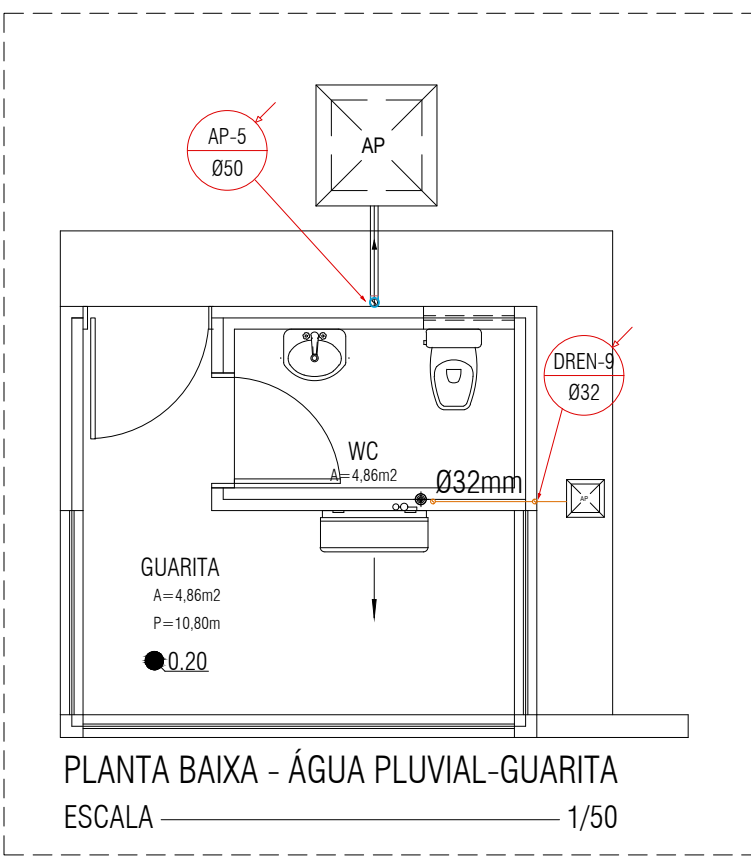 AP-5
Ø50
AP
DREN-9
Ø32
WC
A=4,86m2
Ø32mm
AP
GUARITA
A=4,86m2
P=10,80m
0.20
PLANTA BAIXA - ÁGUA PLUVIAL-GUARITA
ESCALA 1/50